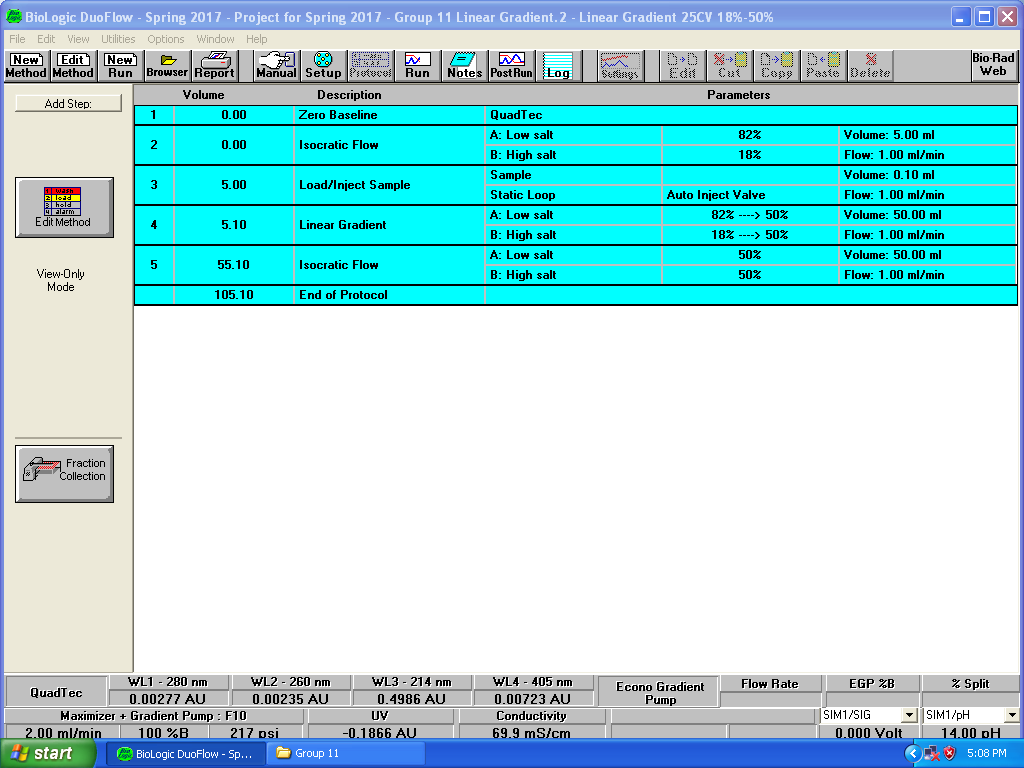 BioLogic DuoFlow - Spring 2017 - Project for Spring 2017 - Group 11 Linear Gradient.2 - Linear Gradient 25CV 18%-50%
File Edit View Utilities Options Window Help
New Method Edit Method New Run Browser Report Manual Setup Protocol Run Notes PostRun Log Settings Edit Cut Copy Paste Delete Bio-Rad Web
Add Step:
Volume Description Parameters
1 0.00 Zero Baseline QuadTec
2 0.00 Isocratic Flow A: Low salt 82% Volume: 5.00 ml
B: High salt 18% Flow: 1.00 ml/min
3 5.00 Load/Inject Sample Sample Volume: 0.10 ml
Static Loop Auto Inject Valve Flow: 1.00 ml/min
4 5.10 Linear Gradient A: Low salt 82% ----> 50% Volume: 50.00 ml
B: High salt 18% ----> 50% Flow: 1.00 ml/min
5 55.10 Isocratic Flow A: Low salt 50% Volume: 50.00 ml
B: High salt 50% Flow: 1.00 ml/min
105.10 End of Protocol
1 wash
2 load
3 hold
4 alarm
Edit Method
View-Only
Mode
Fraction
Collection
QuadTec WL1 - 280 nm WL2 - 260 nm WL3 - 214 nm WL4 - 405 nm Econo Gradient Pump Flow Rate EGP %B % Split
0.00277 AU 0.00235 AU 0.4986 AU 0.00723 AU
Maximizer + Gradient Pump : F10 UV Conductivity SIM1/SIG SIM1/pH
2.00 ml/min 100 %B 217 psi -0.1866 AU 69.9 mS/cm 0.000 Volt 14.00 pH
start BioLogic DuoFlow - Sp... Group 11 5:08 PM